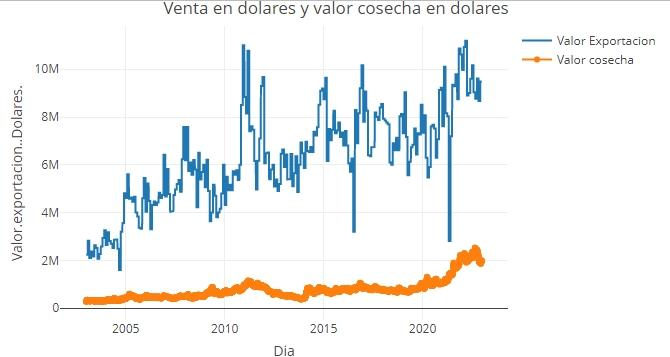 Venta en dolares y valor cosecha en dolares
Valor Exportacion
Valor cosecha
Valor.exportacion..Dolares.
10M
8M
6M
4M
2M
0
2005
2010
2015
2020
Dia